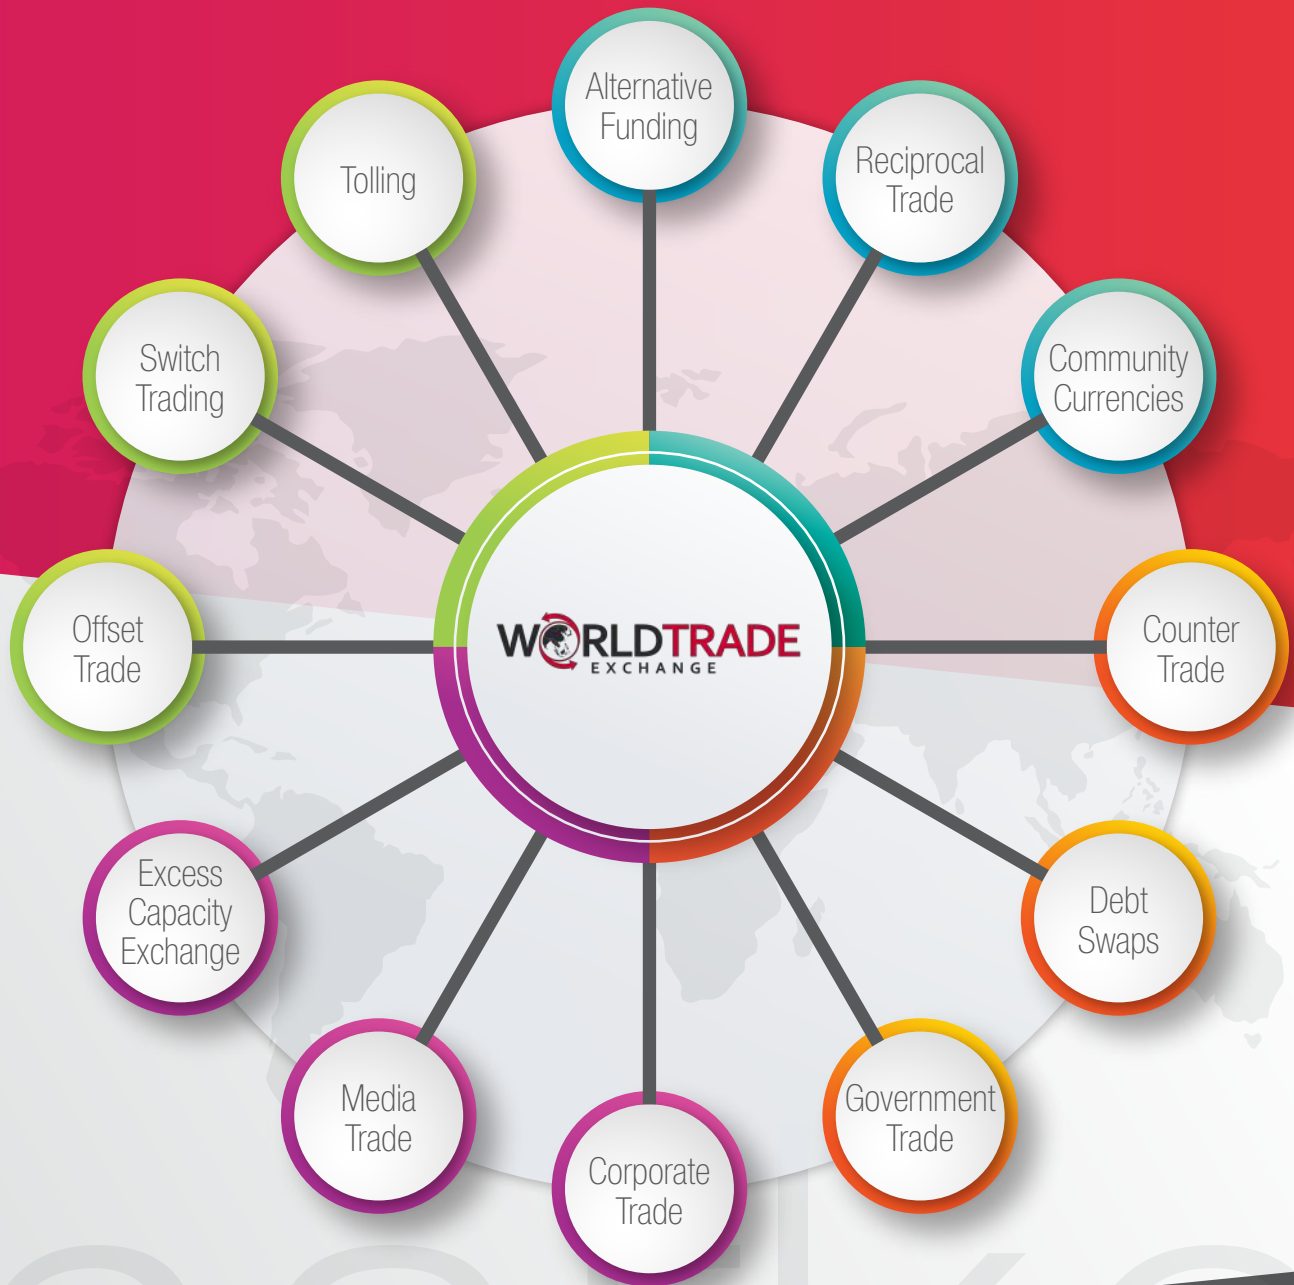 Alternative
Funding
Reciprocal
Trade
Community
Currencies
Counter
Trade
Debt
Swaps
Government
Trade
Corporate
Trade
Media
Trade
Excess
Capacity
Exchange
Offset
Trade
Switch
Trading
Tolling
WORLDTRADE
EXCHANGE